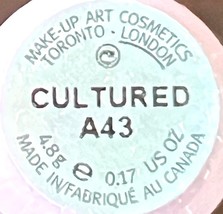 MAKE-UP ART COSMETICS
TORONTO · LONDON
CULTURED
A43
4.8g e 0.17 US OZ
MADE IN/FABRIQUÉ AU CANADA